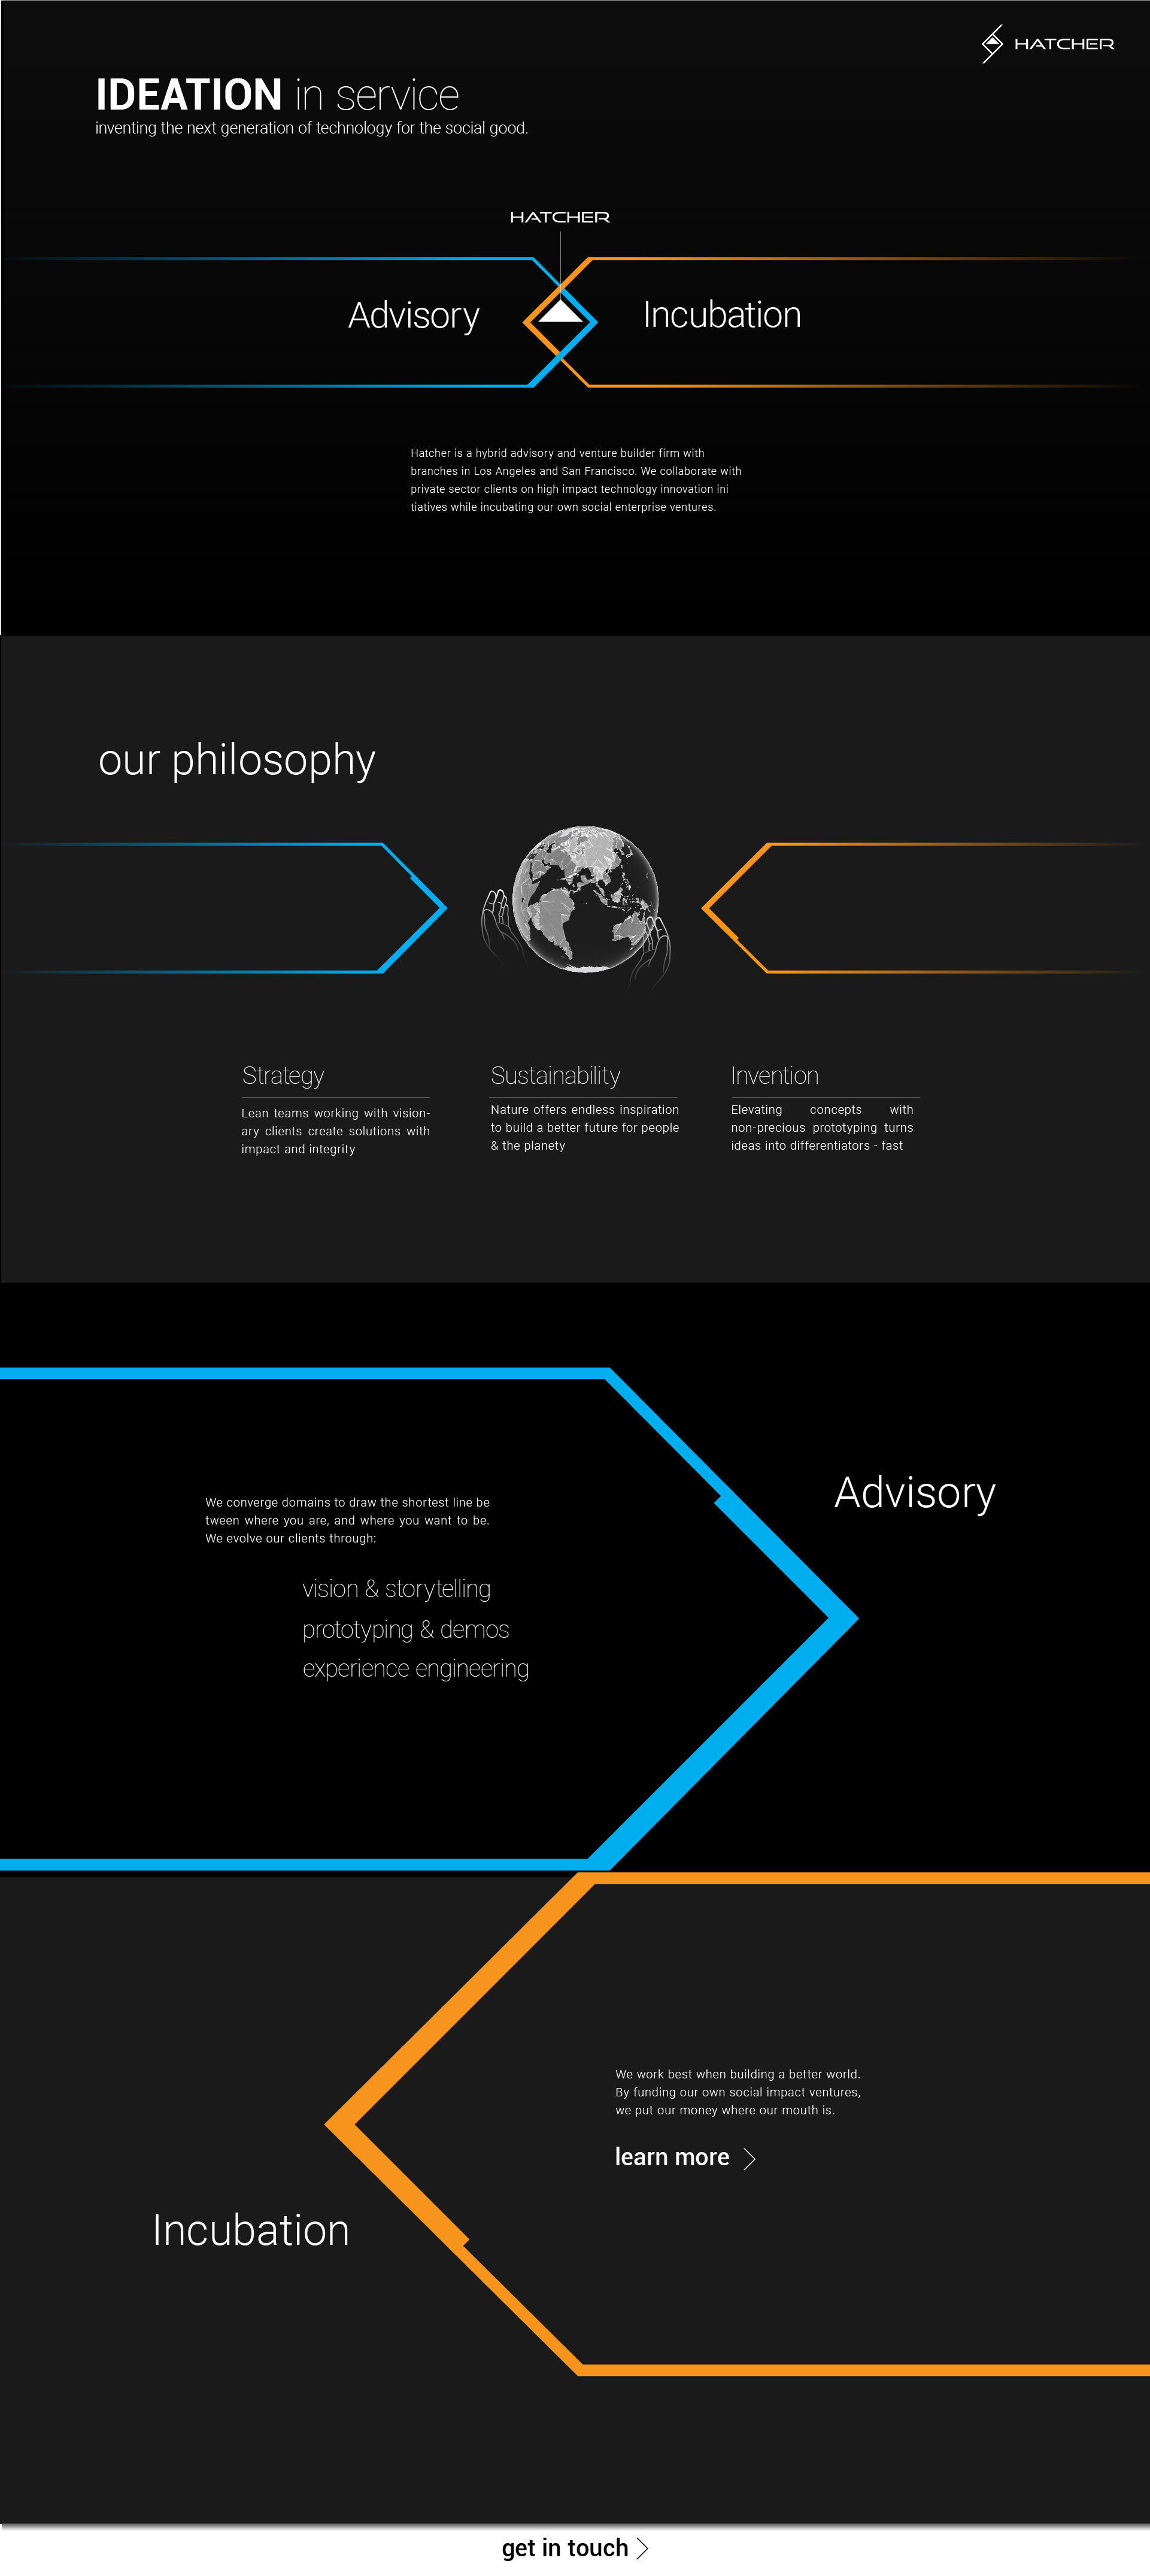 HATCHER
IDEATION in service
inventing the next generation of technology for the social good.
HATCHER
Advisory
Incubation
Hatcher is a hybrid advisory and venture builder firm with
branches in Los Angeles and San Francisco. We collaborate with
private sector clients on high impact technology innovation ini
tiatives while incubating our own social enterprise ventures.
our philosophy
Strategy
Lean teams working with vision-
ary clients create solutions with
impact and integrity
Sustainability
Nature offers endless inspiration
to build a better future for people
& the planety
Invention
Elevating concepts with
non-precious prototyping turns
ideas into differentiators - fast
Advisory
We converge domains to draw the shortest line be
tween where you are, and where you want to be.
We evolve our clients through:
vision & storytelling
prototyping & demos
experience engineering
We work best when building a better world.
By funding our own social impact ventures,
we put our money where our mouth is.
learn more
Incubation
get in touch